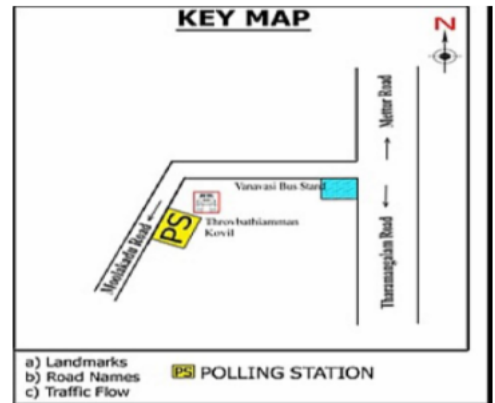 KEY MAP
N
Mettur Road
Vanavasi Bus Stand
Throvbathiamman
Kovil
PS
Moolakadu Road
Tharamangalam Road
a) Landmarks
b) Road Names
c) Traffic Flow
PS POLLING STATION